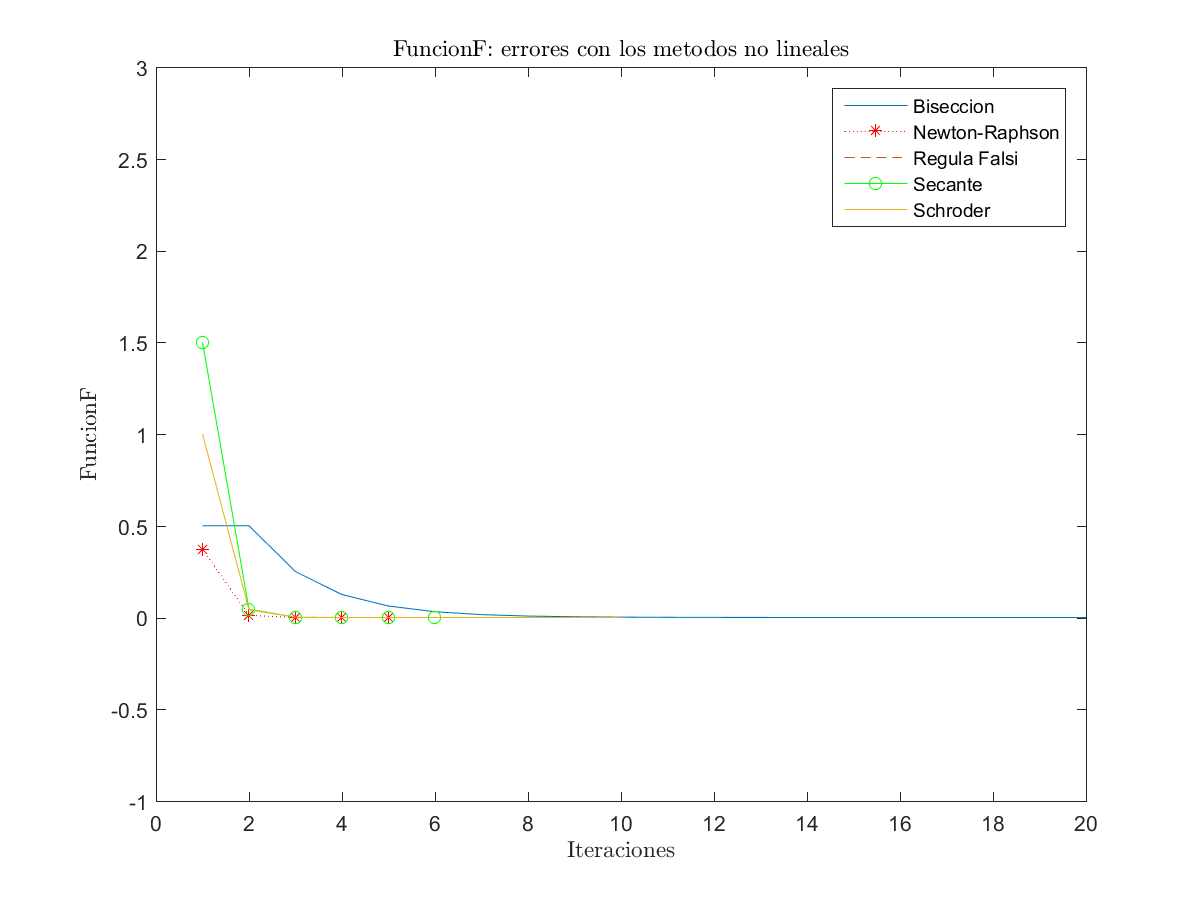 FuncionF: errores con los metodos no lineales
3
2.5
2
1.5
1
0.5
0
-0.5
-1
FuncionF
Biseccion
Newton-Raphson
Regula Falsi
Secante
Schroder
0 2 4 6 8 10 12 14 16 18 20
Iteraciones